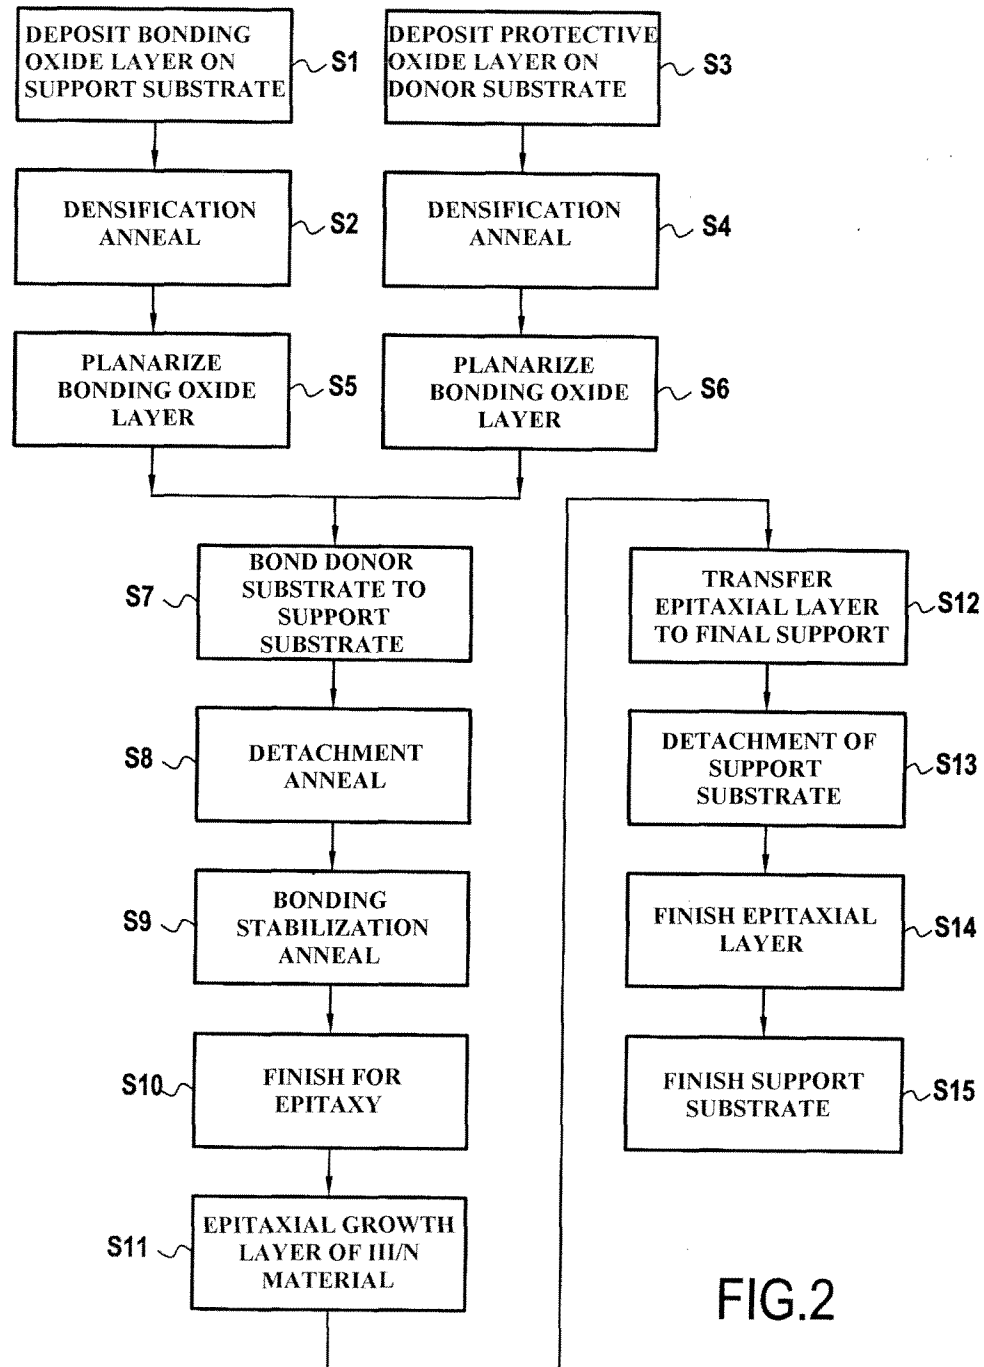 DEPOSIT BONDING
OXIDE LAYER ON
SUPPORT SUBSTRATE
S1
DEPOSIT PROTECTIVE
OXIDE LAYER ON
DONOR SUBSTRATE
S3
DENSIFICATION
ANNEAL
S2
DENSIFICATION
ANNEAL
S4
PLANARIZE
BONDING OXIDE
LAYER
S5
PLANARIZE
BONDING OXIDE
LAYER
S6
S7
BOND DONOR
SUBSTRATE TO
SUPPORT
SUBSTRATE
S8
DETACHMENT
ANNEAL
S9
BONDING
STABILIZATION
ANNEAL
S10
FINISH FOR
EPITAXY
S11
EPITAXIAL GROWTH
LAYER OF III/N
MATERIAL
TRANSFER
EPITAXIAL LAYER
TO FINAL SUPPORT
S12
DETACHMENT OF
SUPPORT
SUBSTRATE
S13
FINISH EPITAXIAL
LAYER
S14
FINISH SUPPORT
SUBSTRATE
S15
FIG.2